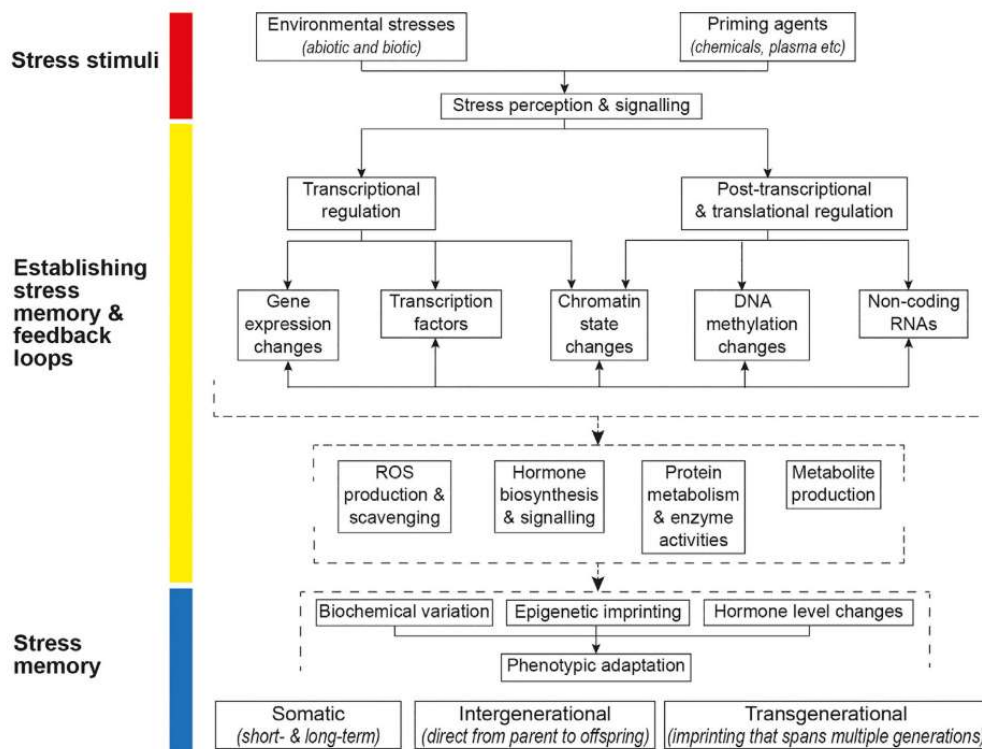 Stress stimuli
Environmental stresses
(abiotic and biotic)
Priming agents
(chemicals, plasma etc)
Stress perception & signalling
Establishing
stress
memory &
feedback
loops
Transcriptional
regulation
Post-transcriptional
& translational regulation
Gene
expression
changes
Transcription
factors
Chromatin
state
changes
DNA
methylation
changes
Non-coding
RNAs
ROS
production &
scavenging
Hormone
biosynthesis
& signalling
Protein
metabolism
& enzyme
activities
Metabolite
production
Stress
memory
Biochemical variation
Epigenetic imprinting
Hormone level changes
Phenotypic adaptation
Somatic
(short- & long-term)
Intergenerational
(direct from parent to offspring)
Transgenerational
(imprinting that spans multiple generations)